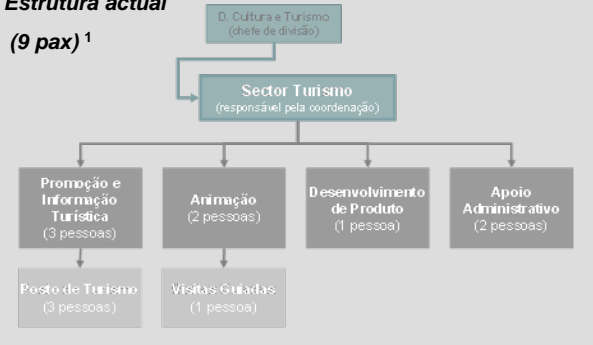 Estrutura actual
(9 pax) ¹
D. Cultura e Turismo
(chefe de divisão)
Sector Turismo
(responsável pela coordenação)
Promoção e
Informação
Turística
(3 pessoas)
Animação
(2 pessoas)
Desenvolvimento
de Produto
(1 pessoa)
Apoio
Administrativo
(2 pessoas)
Posto de Turismo
(3 pessoas)
Visitas Guiadas
(1 pessoa)